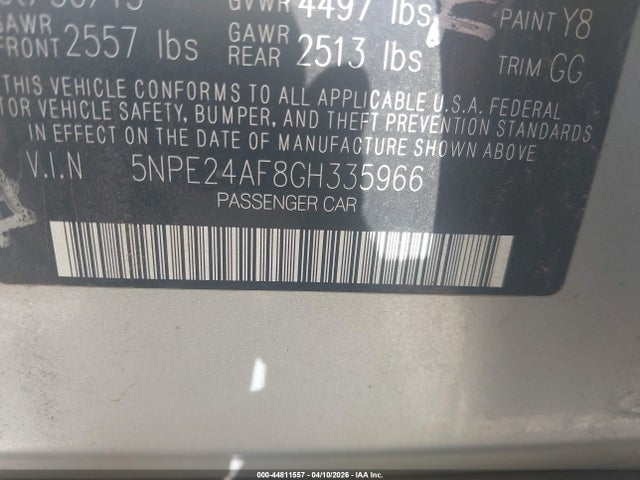 GVWR 4497 lbs
GAWR FRONT 2557 lbs
GAWR REAR 2513 lbs
PAINT Y8
TRIM GG
THIS VEHICLE CONFORMS TO ALL APPLICABLE U.S.A. FEDERAL
MOTOR VEHICLE SAFETY, BUMPER, AND THEFT PREVENTION STANDARDS
IN EFFECT ON THE DATE OF MANUFACTURE SHOWN ABOVE
V.I.N 5NPE24AF8GH335966
PASSENGER CAR
000-44811557 - 04/10/2026 - IAA Inc.